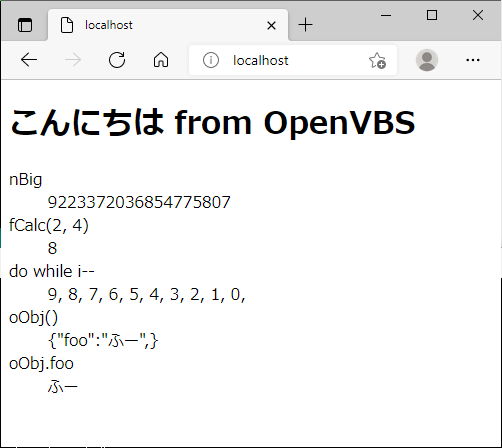 localhost
localhost
こんにちは from OpenVBS
nBig
9223372036854775807
fCalc(2, 4)
8
do while i--
9, 8, 7, 6, 5, 4, 3, 2, 1, 0,
oObj()
{"foo":"ふー",}
oObj.foo
ふー